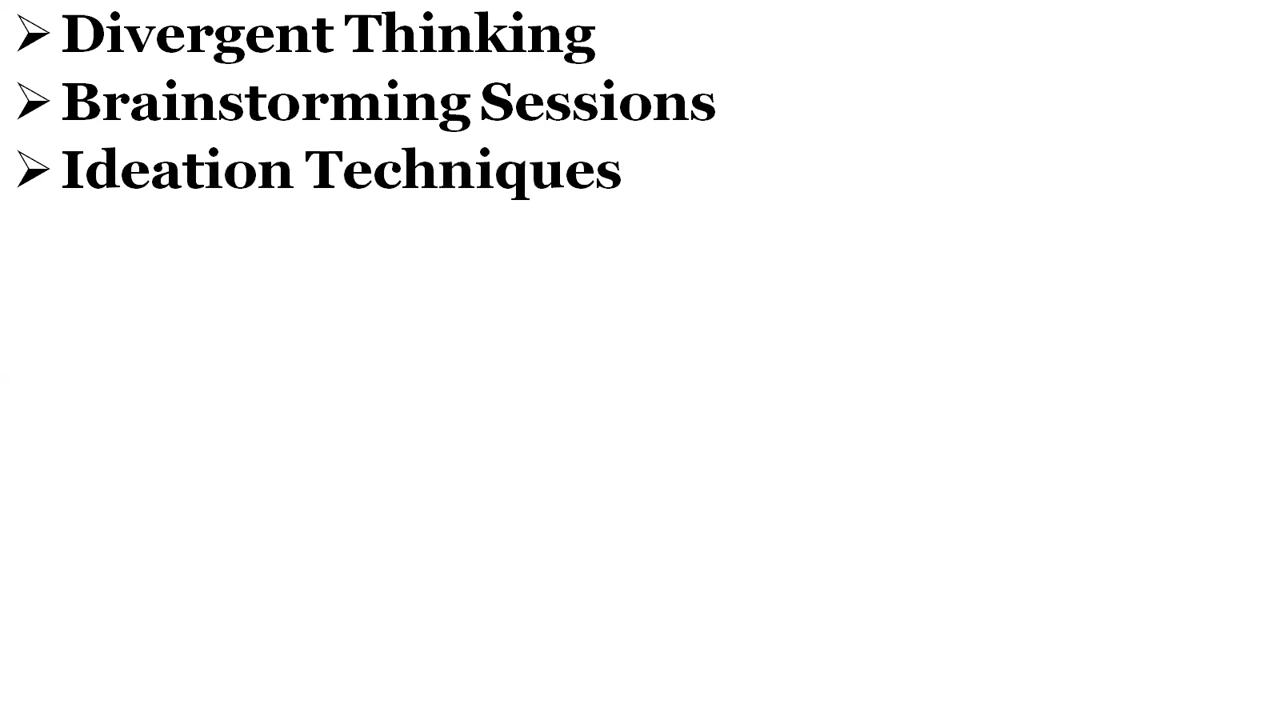 ➢ Divergent Thinking
➢ Brainstorming Sessions
➢ Ideation Techniques